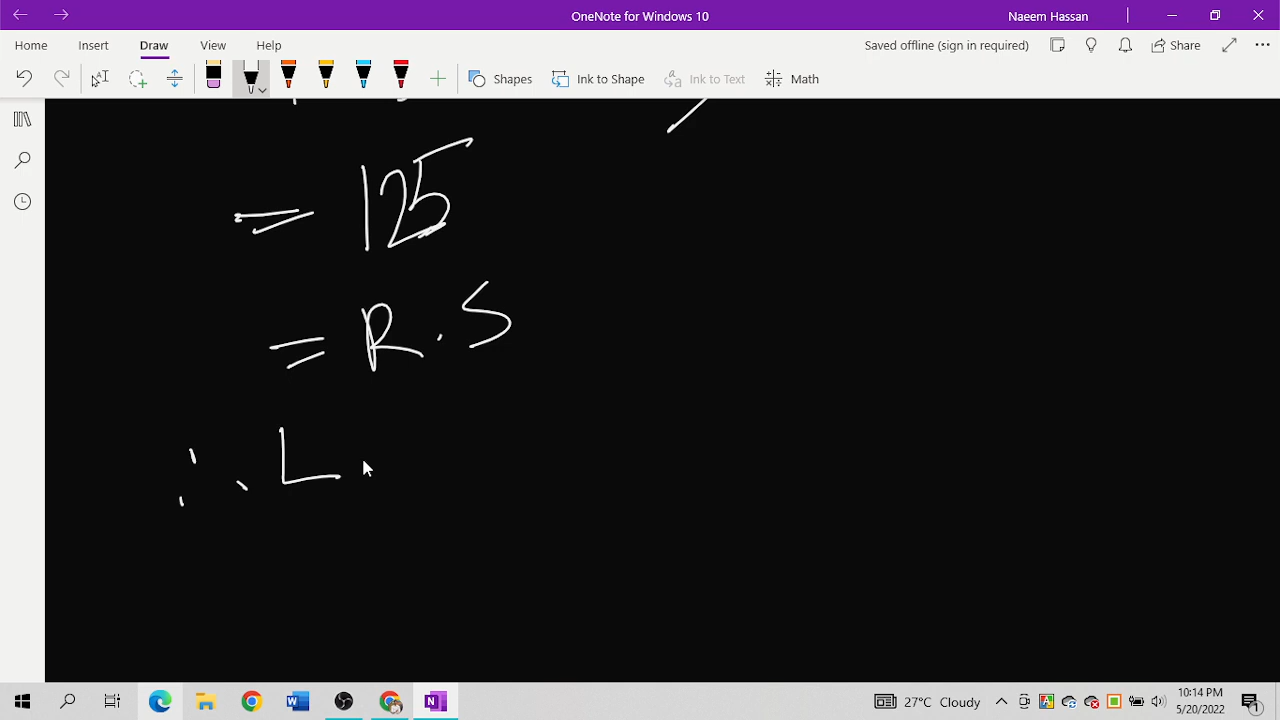 OneNote for Windows 10
Naeem Hassan
Home Insert Draw View Help
Saved offline (sign in required)
Share
Shapes Ink to Shape Ink to Text Math
= 125
= R.S
∴ L
27°C Cloudy
10:14 PM
5/20/2022